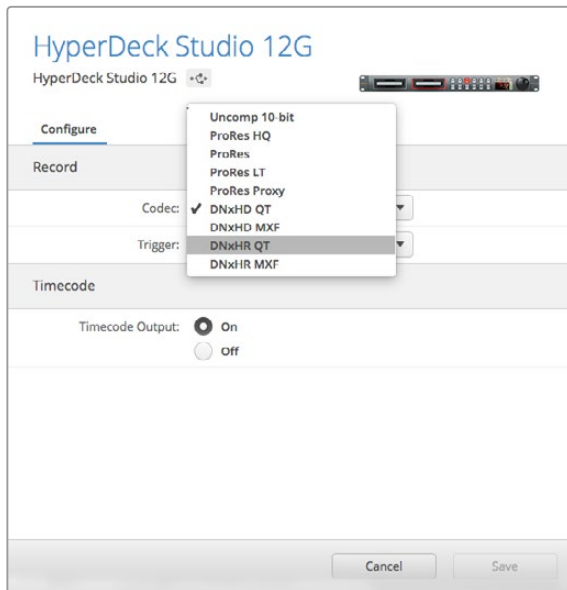 HyperDeck Studio 12G
HyperDeck Studio 12G
Configure
Record
Codec:
Uncomp 10-bit
ProRes HQ
ProRes
ProRes LT
ProRes Proxy
✔ DNxHD QT
DNxHD MXF
DNxHR QT
DNxHR MXF
Trigger:
Timecode
Timecode Output:
On
Off
Cancel
Save